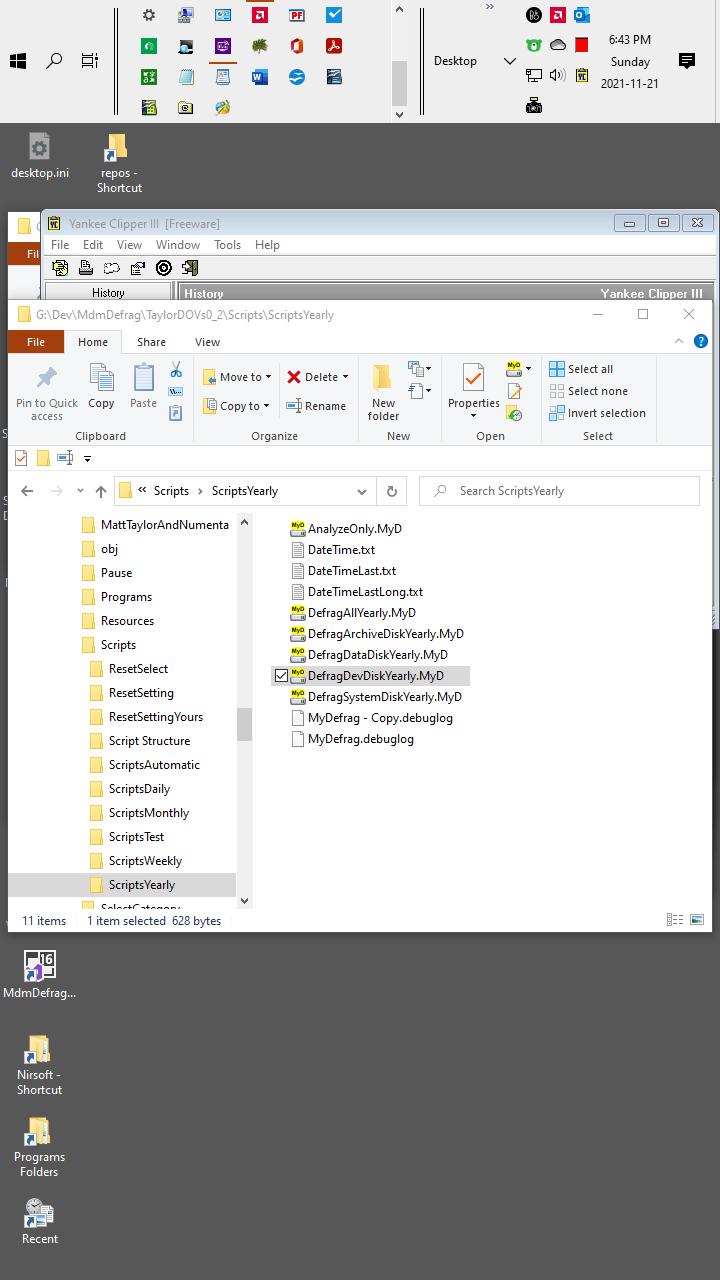 6:43 PM
Desktop
Sunday
2021-11-21
desktop.ini
repos -
Shortcut
Yankee Clipper III [Freeware]
File Edit View Window Tools Help
History
History
Yankee Clipper III
Fil
G:\Dev\MdmDefrag\TaylorDOVs0_2\Scripts\ScriptsYearly
File Home Share View
Pin to Quick
access
Copy
Paste
Clipboard
Move to
Copy to
Delete
Rename
Organize
New
folder
New
Properties
Open
Select all
Select none
Invert selection
Select
« Scripts › ScriptsYearly
Search ScriptsYearly
MattTaylorAndNumenta
obj
Pause
Programs
Resources
Scripts
ResetSelect
ResetSetting
ResetSettingYours
Script Structure
ScriptsAutomatic
ScriptsDaily
ScriptsMonthly
ScriptsTest
ScriptsWeekly
ScriptsYearly
SelectCategory
AnalyzeOnly.MyD
DateTime.txt
DateTimeLast.txt
DateTimeLastLong.txt
DefragAllYearly.MyD
DefragArchiveDiskYearly.MyD
DefragDataDiskYearly.MyD
DefragDevDiskYearly.MyD
DefragSystemDiskYearly.MyD
MyDefrag - Copy.debuglog
MyDefrag.debuglog
11 items 1 item selected 628 bytes
MdmDefrag...
Nirsoft -
Shortcut
Programs
Folders
Recent